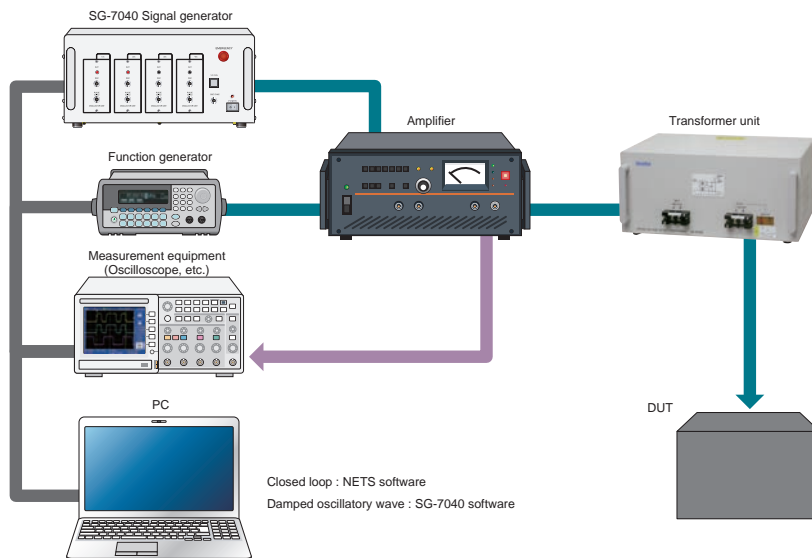 SG-7040 Signal generator
Amplifier
Transformer unit
Function generator
Measurement equipment
(Oscilloscope, etc.)
PC
DUT
Closed loop : NETS software
Damped oscillatory wave : SG-7040 software